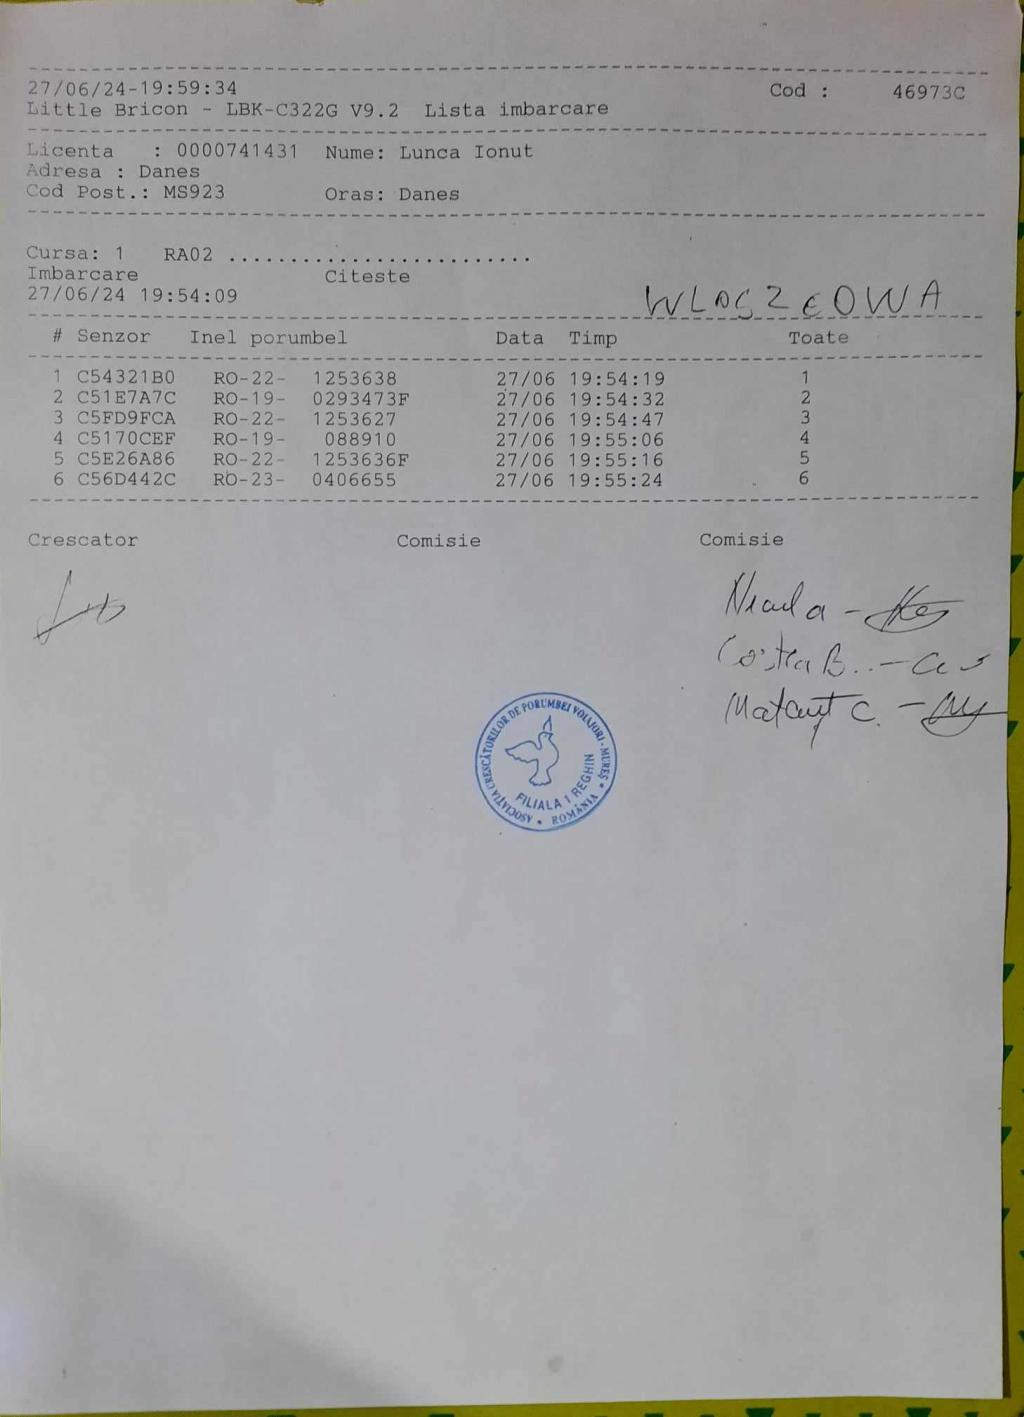 27/06/24-19:59:34 Cod : 46973C
Little Bricon - LBK-C322G V9.2 Lista imbarcare
Licenta : 0000741431 Nume: Lunca Ionut
Adresa : Danes
Cod Post.: MS923 Oras: Danes
Cursa: 1 RA02 .........................
Imbarcare Citeste
27/06/24 19:54:09
WLOSZCOWA
# Senzor Inel porumbel Data Timp Toate
1 C54321B0 RO-22- 1253638 27/06 19:54:19 1
2 C51E7A7C RO-19- 0293473F 27/06 19:54:32 2
3 C5FD9FCA RO-22- 1253627 27/06 19:54:47 3
4 C5170CEF RO-19- 088910 27/06 19:55:06 4
5 C5E26A86 RO-22- 1253636F 27/06 19:55:16 5
6 C56D442C RO-23- 0406655 27/06 19:55:24 6
Crescator Comisie Comisie
B.
C.
ASOCIAŢIA CRESCĂTORILOR DE PORUMBEI VOIAJORI - MUREŞ
FILIALA 1 REGHIN
ROMÂNIA